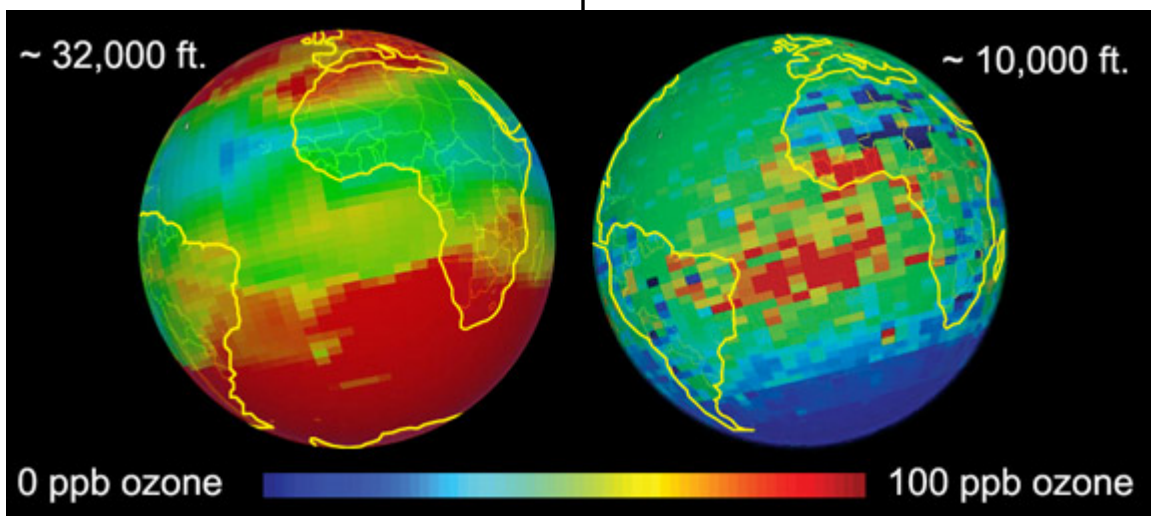 ~ 32,000 ft.
~ 10,000 ft.
0 ppb ozone
100 ppb ozone